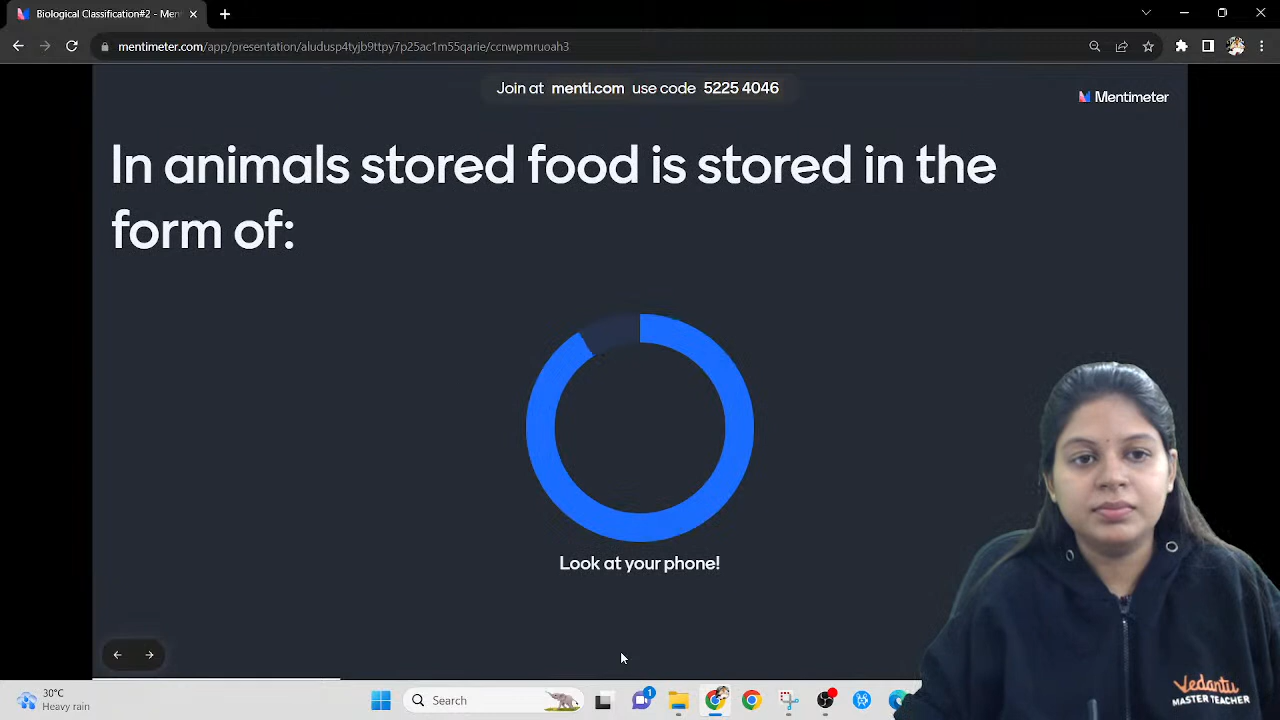 Biological Classification#2 - Men
mentimeter.com/app/presentation/aludusp4tyjb9ttpy7p25ac1m55qarie/ccnwpmruoah3
Join at menti.com use code 5225 4046
Mentimeter
In animals stored food is stored in the
form of:
Look at your phone!
Vedantu
MASTER TEACHER
30°C
Heavy rain
Search
1